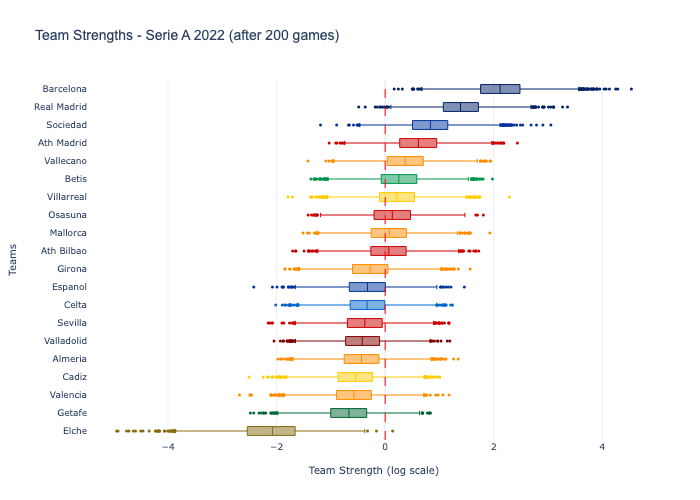 Team Strengths - Serie A 2022 (after 200 games)
Barcelona
Real Madrid
Sociedad
Ath Madrid
Vallecano
Betis
Villarreal
Osasuna
Mallorca
Ath Bilbao
Girona
Espanol
Celta
Sevilla
Valladolid
Almeria
Cadiz
Valencia
Getafe
Elche
Teams
−4
−2
0
2
4
Team Strength (log scale)